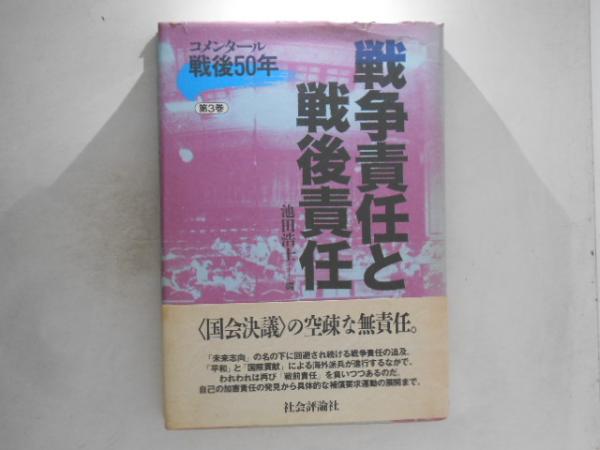 コメンタール
戦後50年
第3巻
戦争責任と
戦後責任
池田浩士 編
〈国会決議〉の空疎な無責任。
「未来志向」の名の下に回避され続ける戦争責任の追及。
「平和」と「国際貢献」による海外派兵が進行するなかで、
われわれは再び「戦前責任」を負いつつあるのだ。
自己の加害責任の発見から具体的な補償要求運動の展開まで。
社会評論社